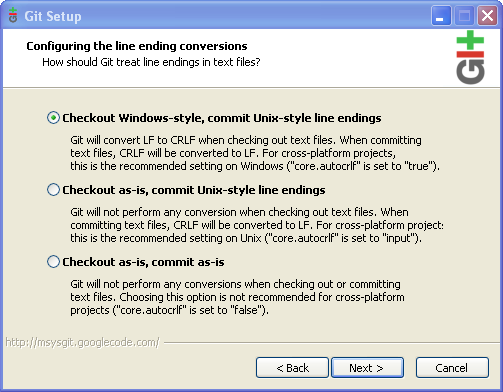 Git Setup
Configuring the line ending conversions
How should Git treat line endings in text files?
Git
Checkout Windows-style, commit Unix-style line endings
Git will convert LF to CRLF when checking out text files. When committing
text files, CRLF will be converted to LF. For cross-platform projects,
this is the recommended setting on Windows ("core.autocrlf" is set to "true").
Checkout as-is, commit Unix-style line endings
Git will not perform any conversion when checking out text files. When
committing text files, CRLF will be converted to LF. For cross-platform project:
this is the recommended setting on Unix ("core.autocrlf" is set to "input").
Checkout as-is, commit as-is
Git will not perform any conversions when checking out or committing
text files. Choosing this option is not recommended for cross-platform
projects ("core.autocrlf" is set to "false").
http://msysgit.googlecode.com/
< Back
Next >
Cancel